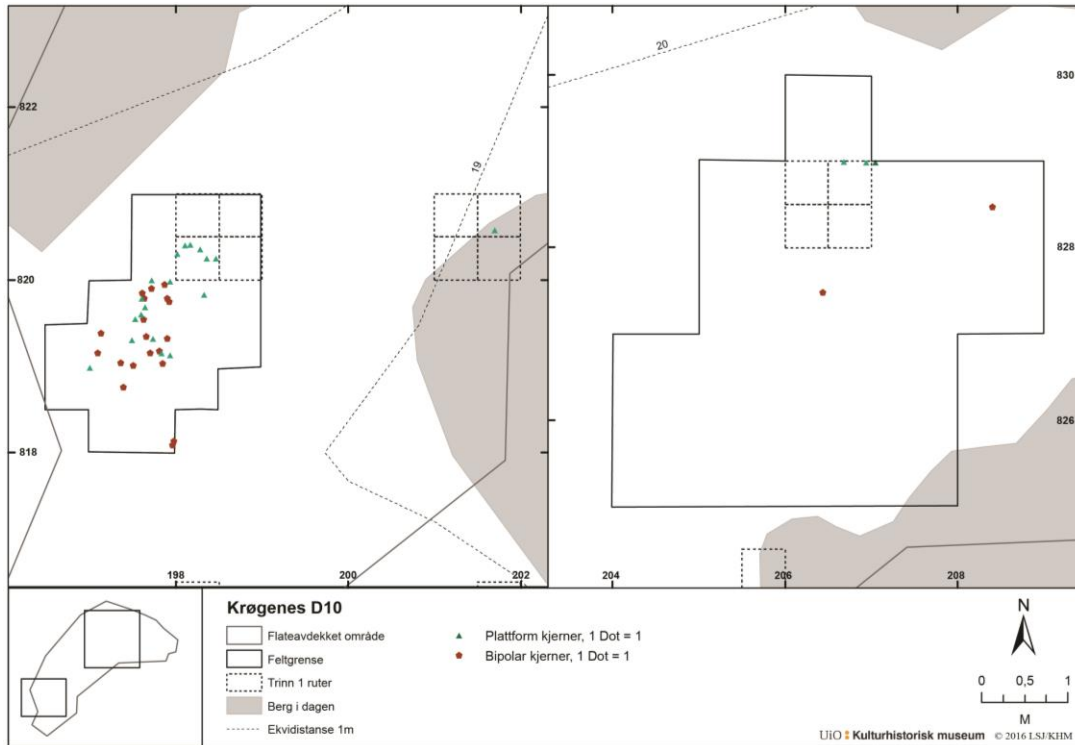 822
820
818
198
200
202
19
20
830
828
826
204
206
208
Krøgenes D10
Flateavdekket område
Feltgrense
Trinn 1 ruter
Berg i dagen
Ekvidistanse 1m
Plattform kjerner, 1 Dot = 1
Bipolar kjerner, 1 Dot = 1
N
0 0,5 1
M
UiO Kulturhistorisk museum © 2016 LSJ/KHM